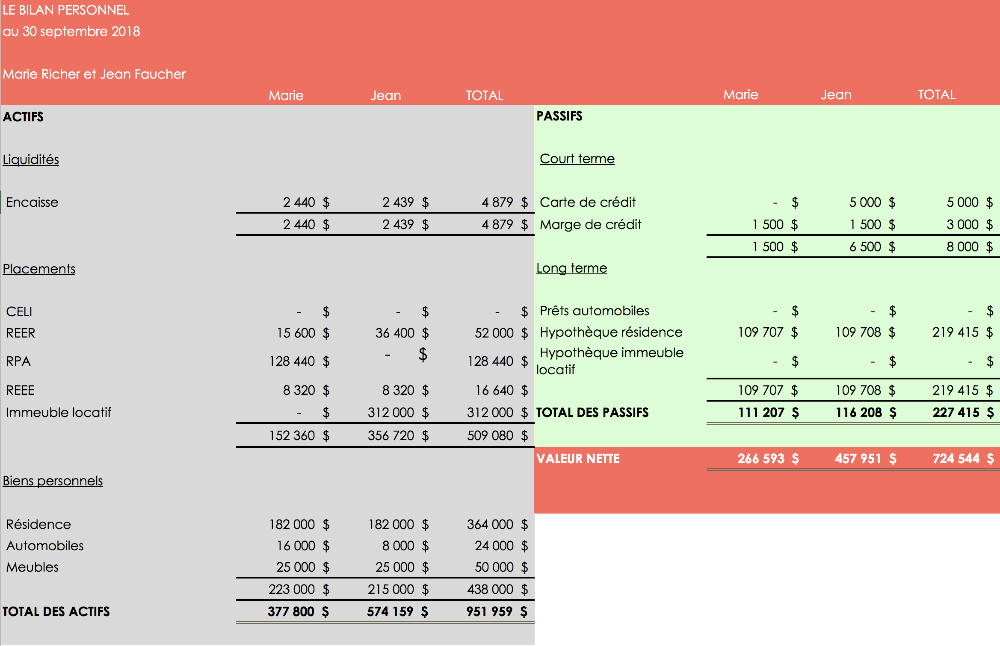 LE BILAN PERSONNEL
au 30 septembre 2018
Marie Richer et Jean Faucher
Marie Jean TOTAL Marie Jean TOTAL
ACTIFS
Liquidités
Encaisse 2 440 $ 2 439 $ 4 879 $
2 440 $ 2 439 $ 4 879 $
Placements
CELI - $ - $ - $
REER 15 600 $ 36 400 $ 52 000 $
RPA 128 440 $ - $ 128 440 $
REEE 8 320 $ 8 320 $ 16 640 $
Immeuble locatif - $ 312 000 $ 312 000 $
152 360 $ 356 720 $ 509 080 $
Biens personnels
Résidence 182 000 $ 182 000 $ 364 000 $
Automobiles 16 000 $ 8 000 $ 24 000 $
Meubles 25 000 $ 25 000 $ 50 000 $
223 000 $ 215 000 $ 438 000 $
TOTAL DES ACTIFS 377 800 $ 574 159 $ 951 959 $
PASSIFS
Court terme
Carte de crédit - $ 5 000 $ 5 000 $
Marge de crédit 1 500 $ 1 500 $ 3 000 $
1 500 $ 6 500 $ 8 000 $
Long terme
Prêts automobiles - $ - $ - $
Hypothèque résidence 109 707 $ 109 708 $ 219 415 $
Hypothèque immeuble
locatif - $ - $ - $
109 707 $ 109 708 $ 219 415 $
TOTAL DES PASSIFS 111 207 $ 116 208 $ 227 415 $
VALEUR NETTE 266 593 $ 457 951 $ 724 544 $